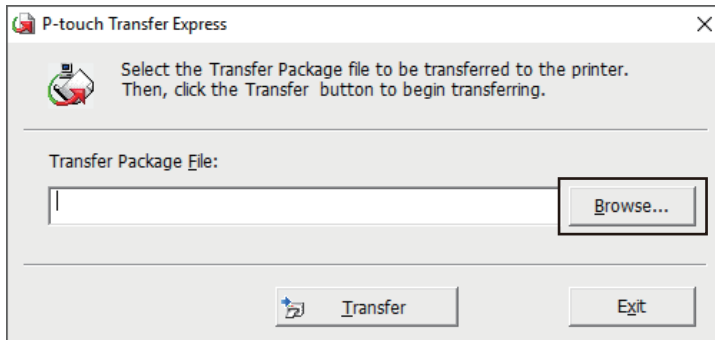 P-touch Transfer Express
Select the Transfer Package file to be transferred to the printer.
Then, click the Transfer button to begin transferring.
Transfer Package File:
Browse...
Transfer
Exit